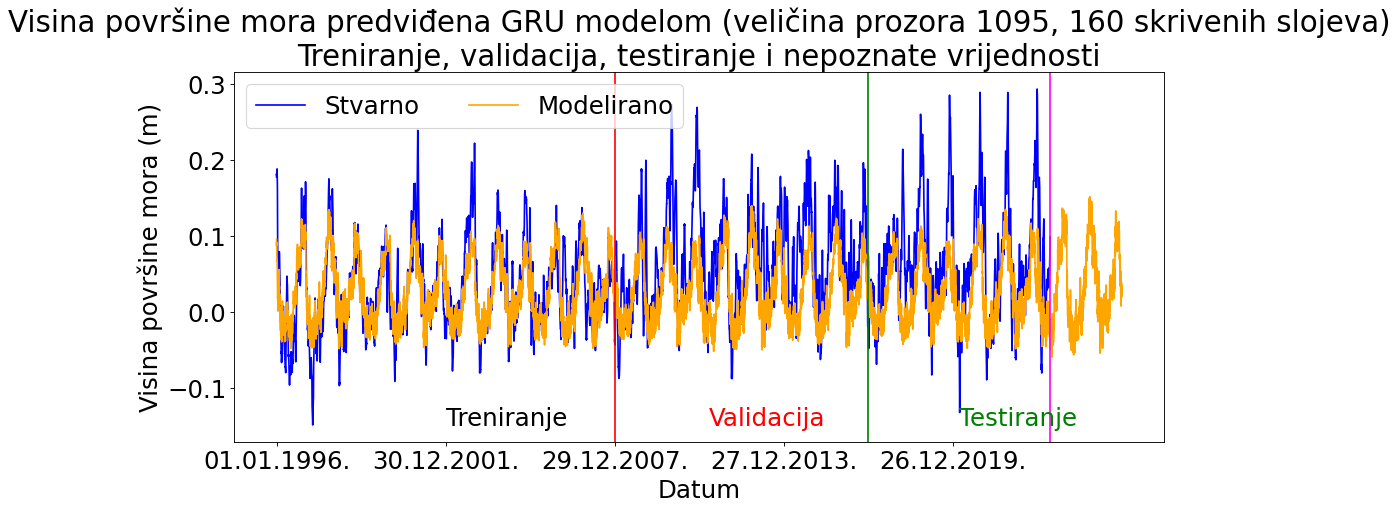 Visina površine mora predviđena GRU modelom (veličina prozora 1095, 160 skrivenih slojeva)
Treniranje, validacija, testiranje i nepoznate vrijednosti
Stvarno Modelirano
Visina površine mora (m)
0.3
0.2
0.1
0.0
−0.1
Treniranje Validacija Testiranje
01.01.1996. 30.12.2001. 29.12.2007. 27.12.2013. 26.12.2019.
Datum